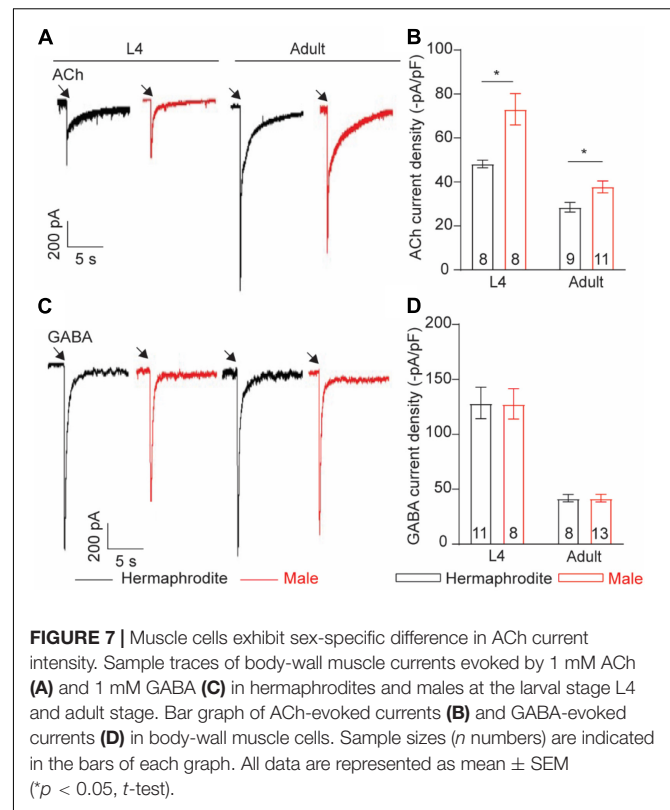 A
L4
Adult
ACh
200 pA
5 s
B
ACh current density (-pA/pF)
100
80
60
40
20
0
*
*
8
8
9
11
L4
Adult
C
GABA
200 pA
5 s
Hermaphrodite
Male
D
GABA current density (-pA/pF)
200
150
100
50
0
11
8
8
13
L4
Adult
Hermaphrodite
Male
FIGURE 7 | Muscle cells exhibit sex-specific difference in ACh current
intensity. Sample traces of body-wall muscle currents evoked by 1 mM ACh
(A) and 1 mM GABA (C) in hermaphrodites and males at the larval stage L4
and adult stage. Bar graph of ACh-evoked currents (B) and GABA-evoked
currents (D) in body-wall muscle cells. Sample sizes (n numbers) are indicated
in the bars of each graph. All data are represented as mean ± SEM
(*p < 0.05, t-test).